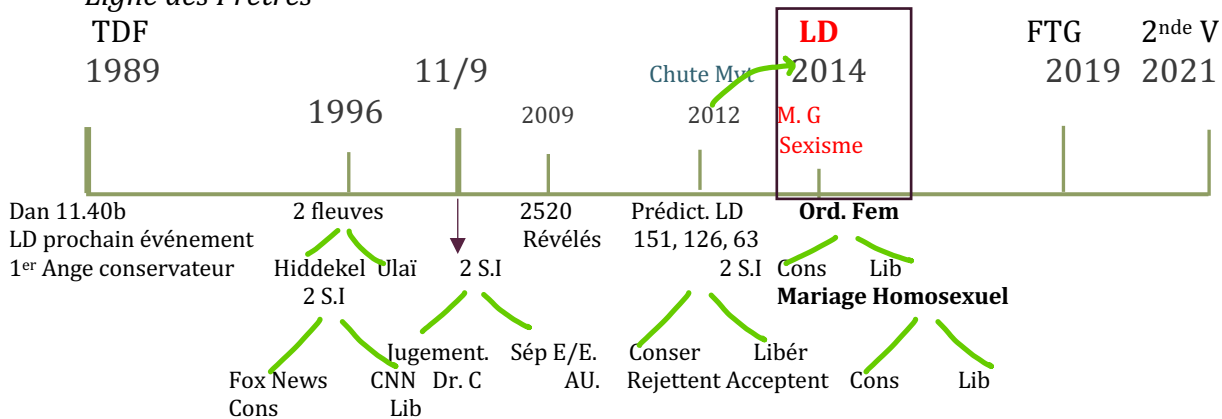 Ligne des Prêtres
TDF LD FTG 2nde V
1989 11/9 Chute Mvt 2014 2019 2021
1996 2009 2012 M. G
Sexisme
Dan 11.40b 2 fleuves 2520 Prédict. LD Ord. Fem
LD prochain événement Révélés 151, 126, 63
1er Ange conservateur Hiddekel Ulaï 2 S.I 2 S.I Cons Lib
2 S.I Mariage Homosexuel
Jugement. Sép E/E. Conser Libér
Fox News CNN Dr. C AU. Rejettent Acceptent Cons Lib
Cons Lib